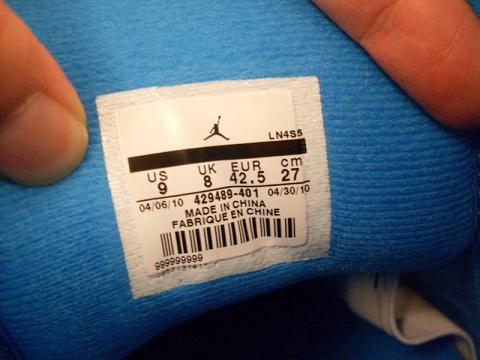 LN4S5
US UK EUR cm
9 8 42.5 27
04/06/10 429489-401 04/30/10
MADE IN CHINA
FABRIQUE EN CHINE
999999999